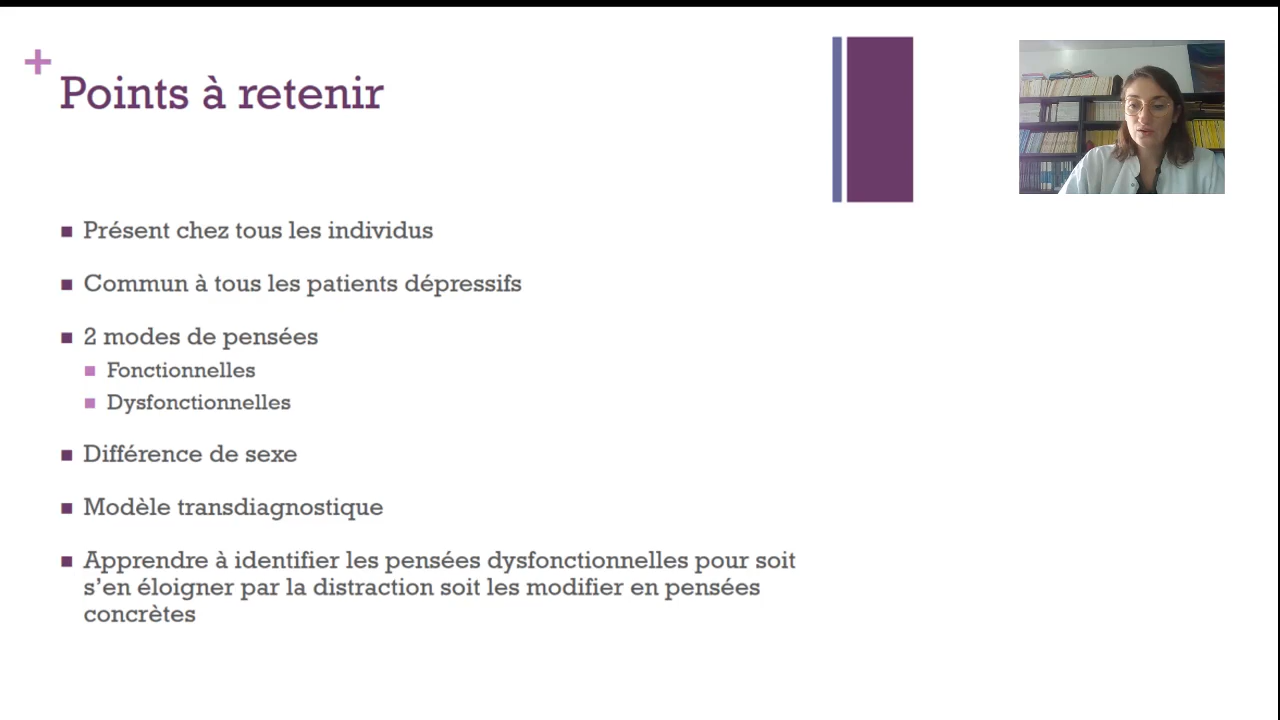 +
Points à retenir
Présent chez tous les individus
Commun à tous les patients dépressifs
2 modes de pensées
Fonctionnelles
Dysfonctionnelles
Différence de sexe
Modèle transdiagnostique
Apprendre à identifier les pensées dysfonctionnelles pour soit
s'en éloigner par la distraction soit les modifier en pensées
concrètes